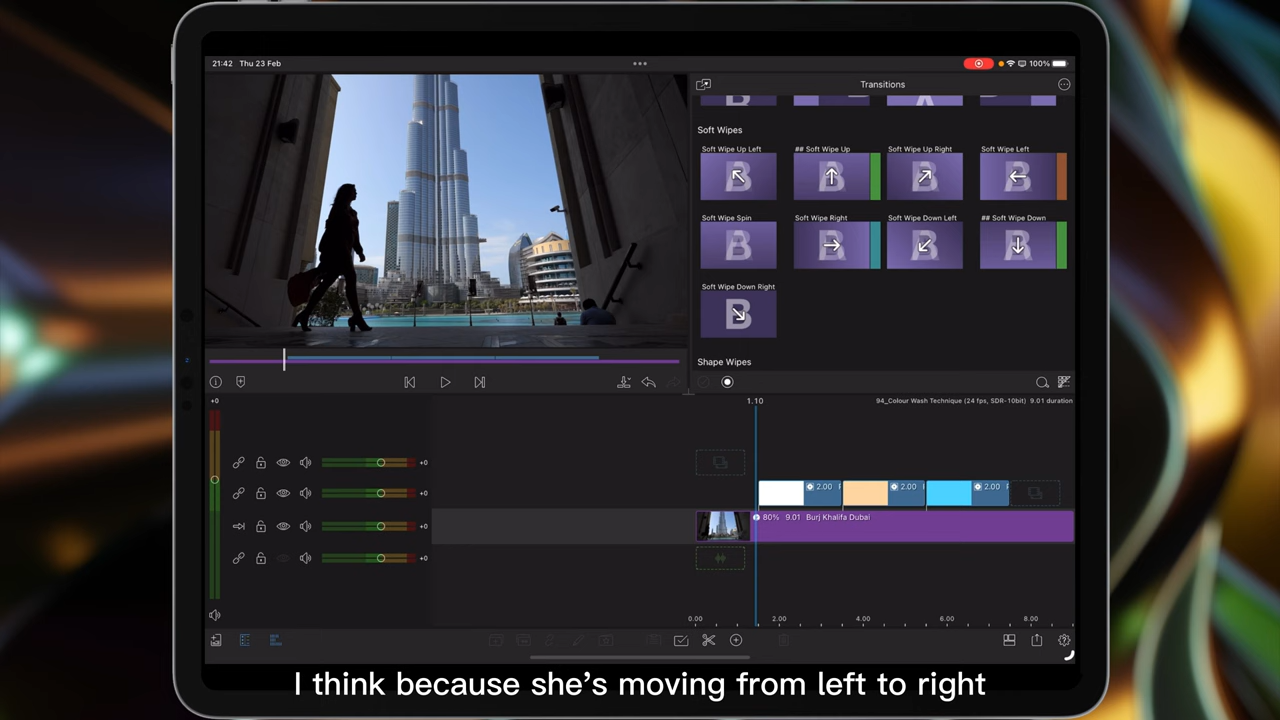 21:42 Thu 23 Feb
100%
Transitions
Soft Wipes
Soft Wipe Up Left
## Soft Wipe Up
Soft Wipe Up Right
Soft Wipe Left
Soft Wipe Spin
Soft Wipe Right
Soft Wipe Down Left
## Soft Wipe Down
Soft Wipe Down Right
Shape Wipes
+0
1.10
94_Colour Wash Technique (24 fps, SDR-10bit) 9.01 duration
+0
+0
2.00
2.00
2.00
+0
80% 9.01 Burj Khalifa Dubai
+0
0.00 2.00 4.00 6.00 8.00
I think because she's moving from left to right